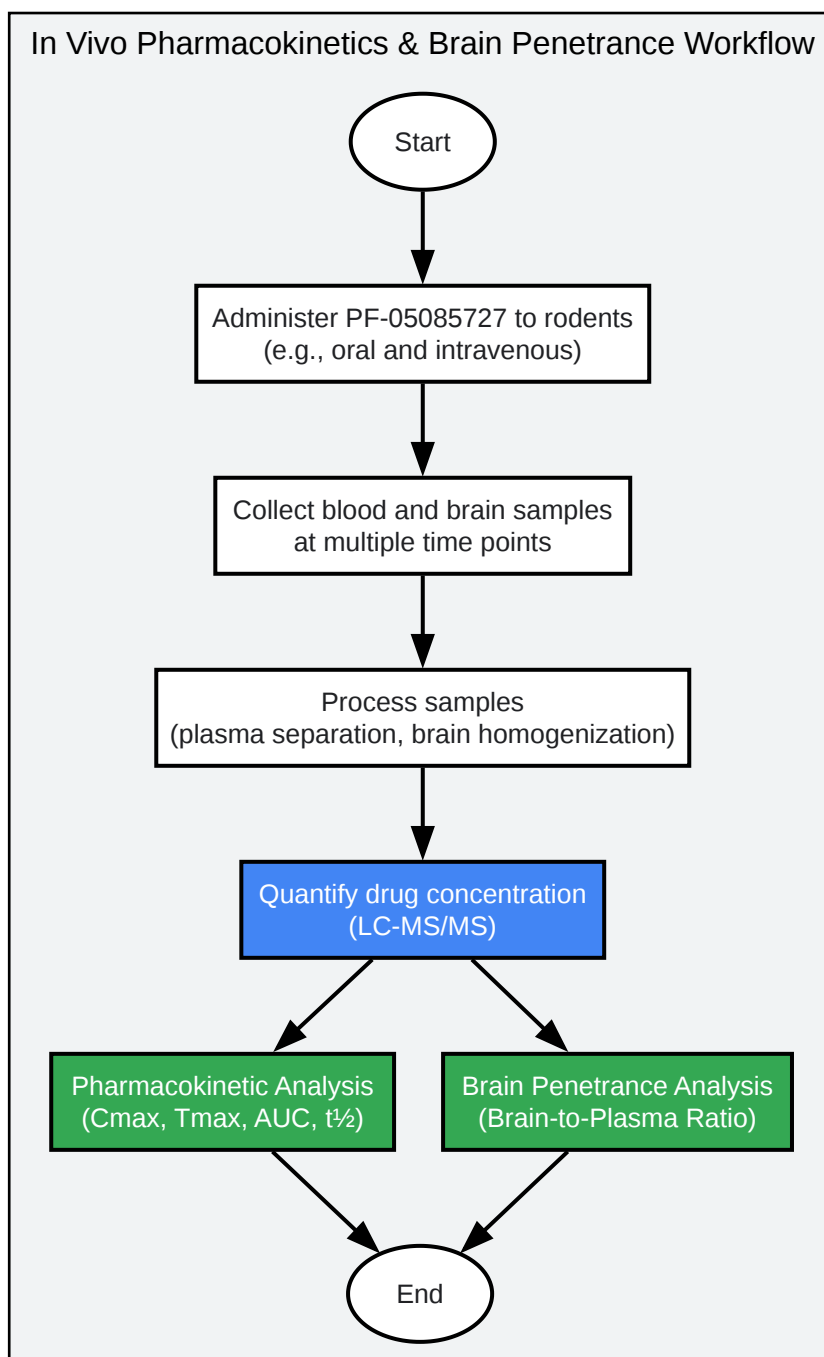 In Vivo Pharmacokinetics & Brain Penetrance Workflow
Start
Administer PF-05085727 to rodents
(e.g., oral and intravenous)
Collect blood and brain samples
at multiple time points
Process samples
(plasma separation, brain homogenization)
Quantify drug concentration
(LC-MS/MS)
Pharmacokinetic Analysis
(Cmax, Tmax, AUC, t½)
Brain Penetrance Analysis
(Brain-to-Plasma Ratio)
End